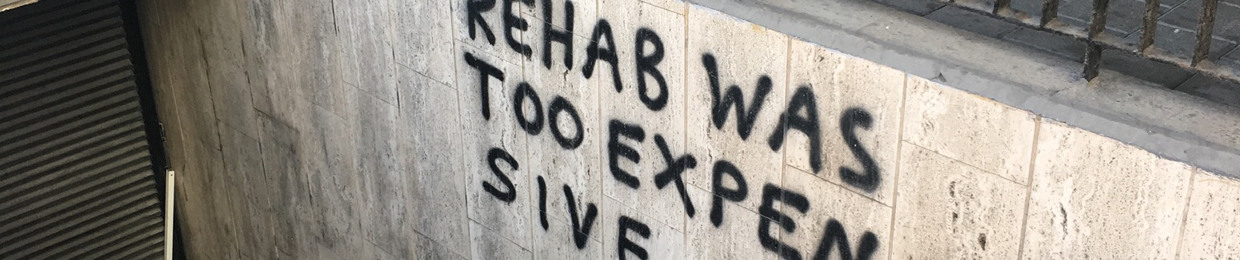 REHAB WAS
TOO EXPEN
SIVE